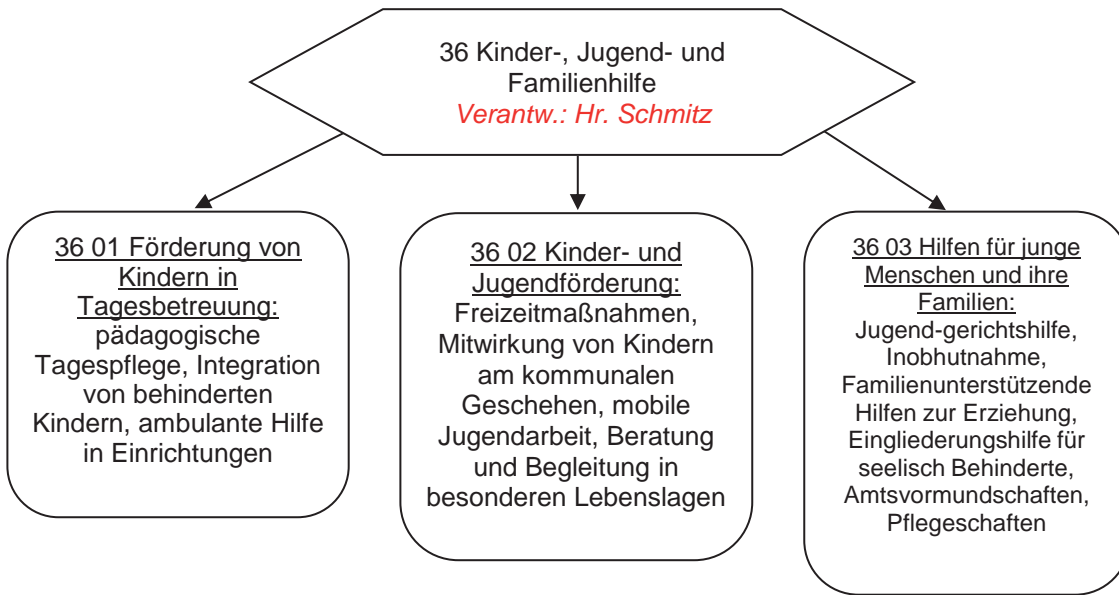 36 Kinder-, Jugend- und
Familienhilfe
Verantw.: Hr. Schmitz
36 01 Förderung von
Kindern in
Tagesbetreuung:
pädagogische
Tagespflege, Integration
von behinderten
Kindern, ambulante Hilfe
in Einrichtungen
36 02 Kinder- und
Jugendförderung:
Freizeitmaßnahmen,
Mitwirkung von Kindern
am kommunalen
Geschehen, mobile
Jugendarbeit, Beratung
und Begleitung in
besonderen Lebenslagen
36 03 Hilfen für junge
Menschen und ihre
Familien:
Jugend-gerichtshilfe,
Inobhutnahme,
Familienunterstützende
Hilfen zur Erziehung,
Eingliederungshilfe für
seelisch Behinderte,
Amtsvormundschaften,
Pflegeschaften